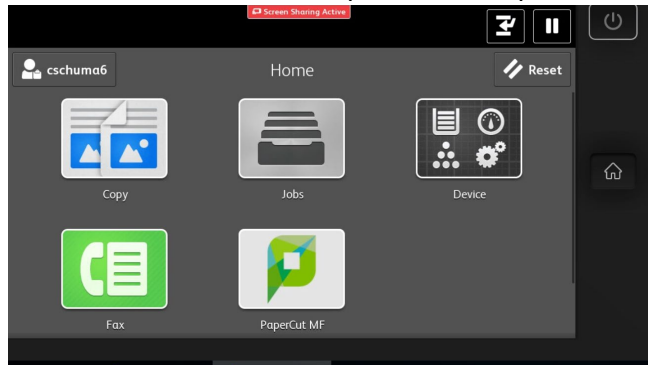 Screen Sharing Active
cschuma6
Home
Reset
Copy
Jobs
Device
Fax
PaperCut MF